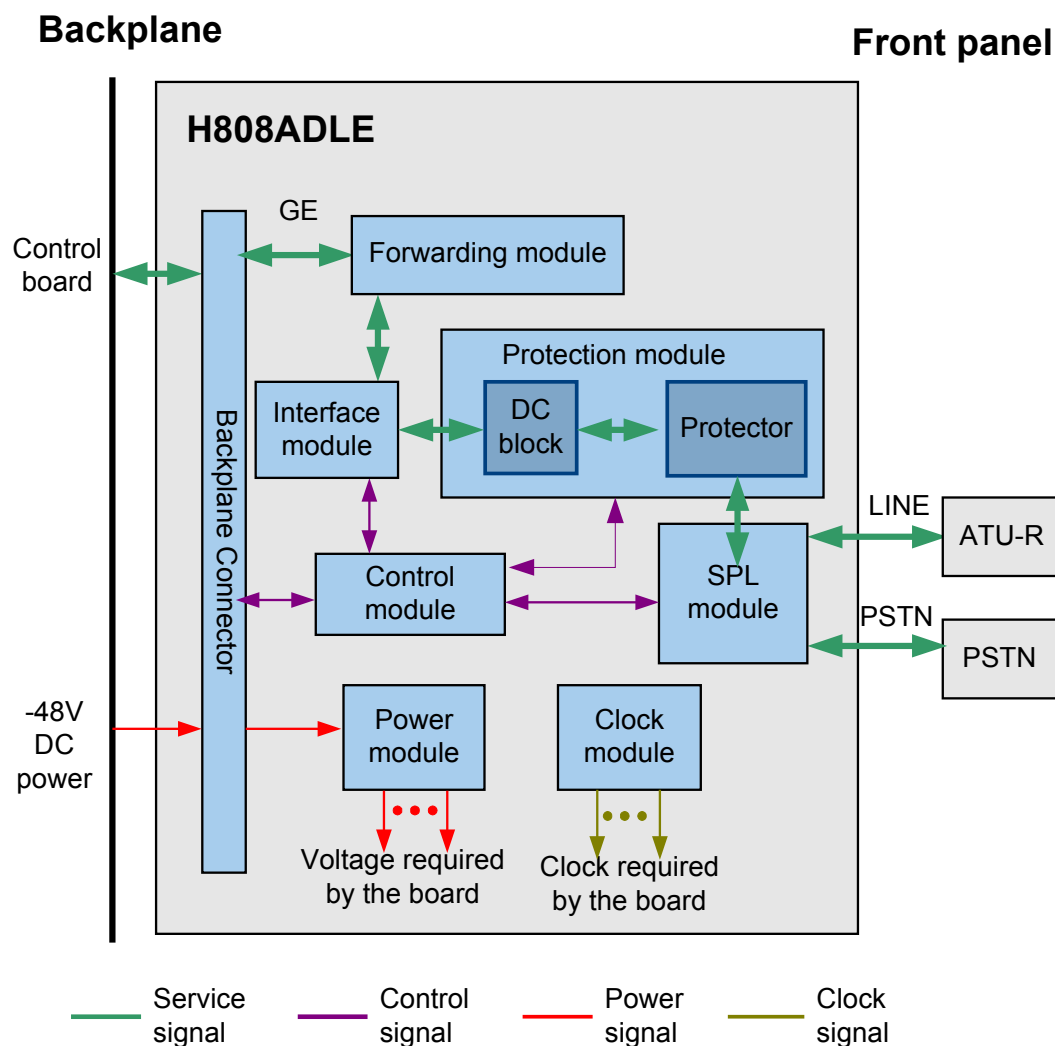 Backplane
Front panel
H808ADLE
GE
Control
board
Forwarding module
Protection module
Interface
module
DC
block
Protector
Backplane Connector
LINE
ATU-R
Control
module
SPL
module
PSTN
PSTN
-48V
DC
power
Power
module
Clock
module
Voltage required
by the board
Clock required
by the board
Service
signal
Control
signal
Power
signal
Clock
signal